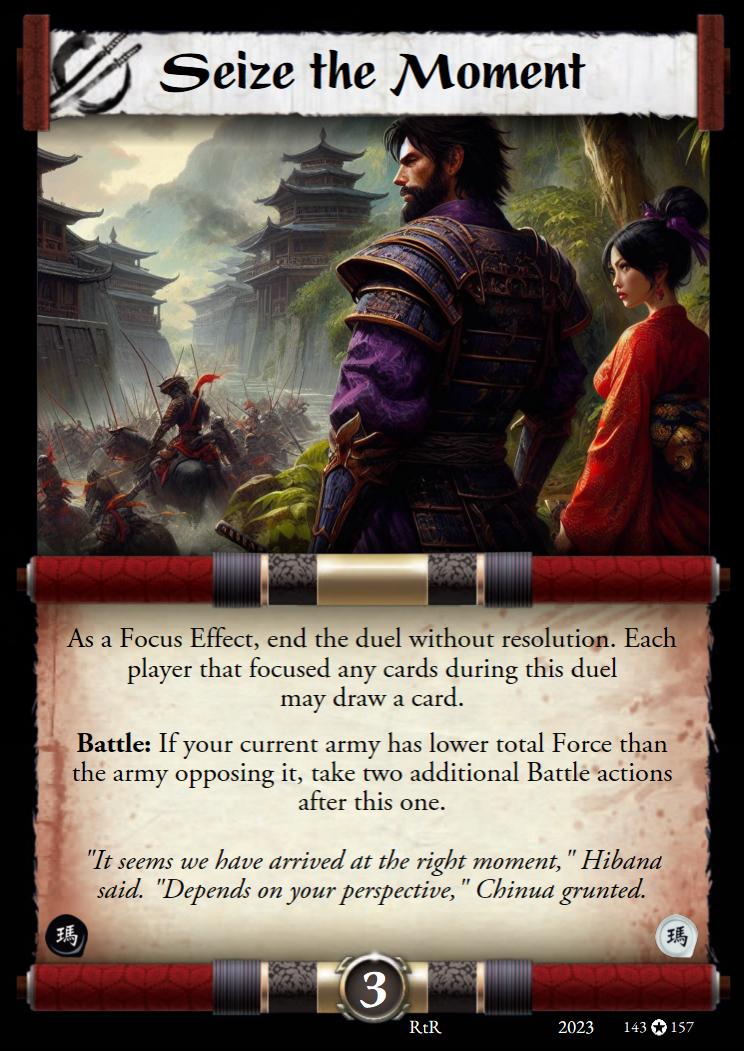 Seize the Moment
As a Focus Effect, end the duel without resolution. Each
player that focused any cards during this duel
may draw a card.
Battle: If your current army has lower total Force than
the army opposing it, take two additional Battle actions
after this one.
"It seems we have arrived at the right moment," Hibana
said. "Depends on your perspective," Chinua grunted.
瑪 瑪
3
RtR 2023 143 ✪ 157